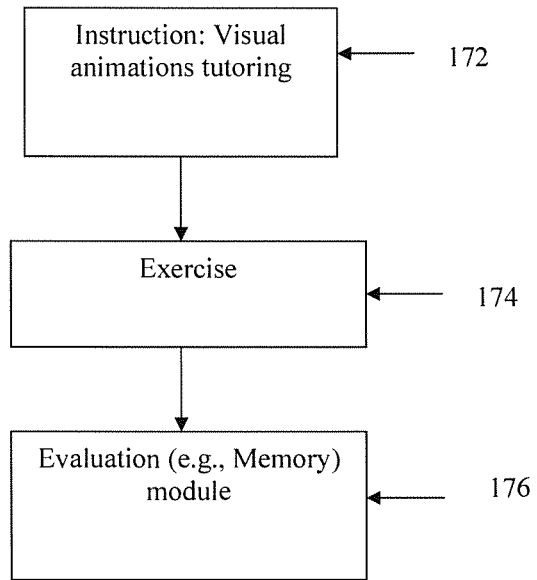 Instruction: Visual
animations tutoring
172
Exercise
174
Evaluation (e.g., Memory)
module
176